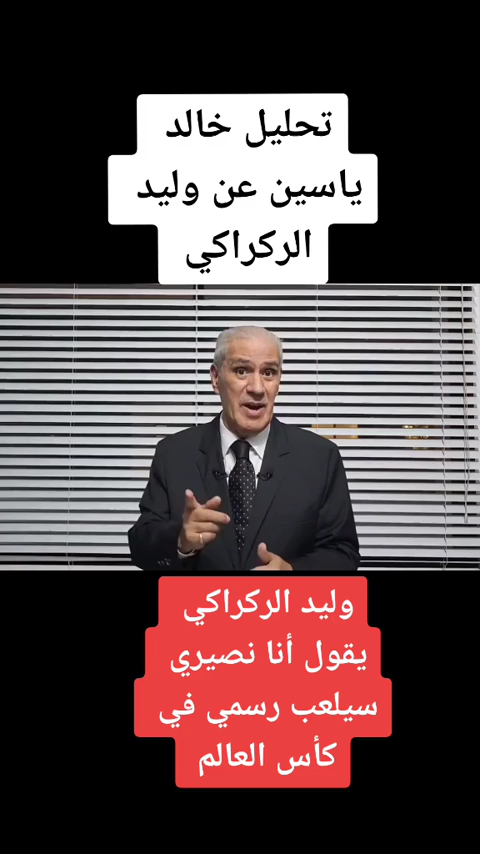 تحليل خالد
ياسين عن وليد
الركراكي
وليد الركراكي
يقول أنا نصيري
سيلعب رسمي في
كأس العالم